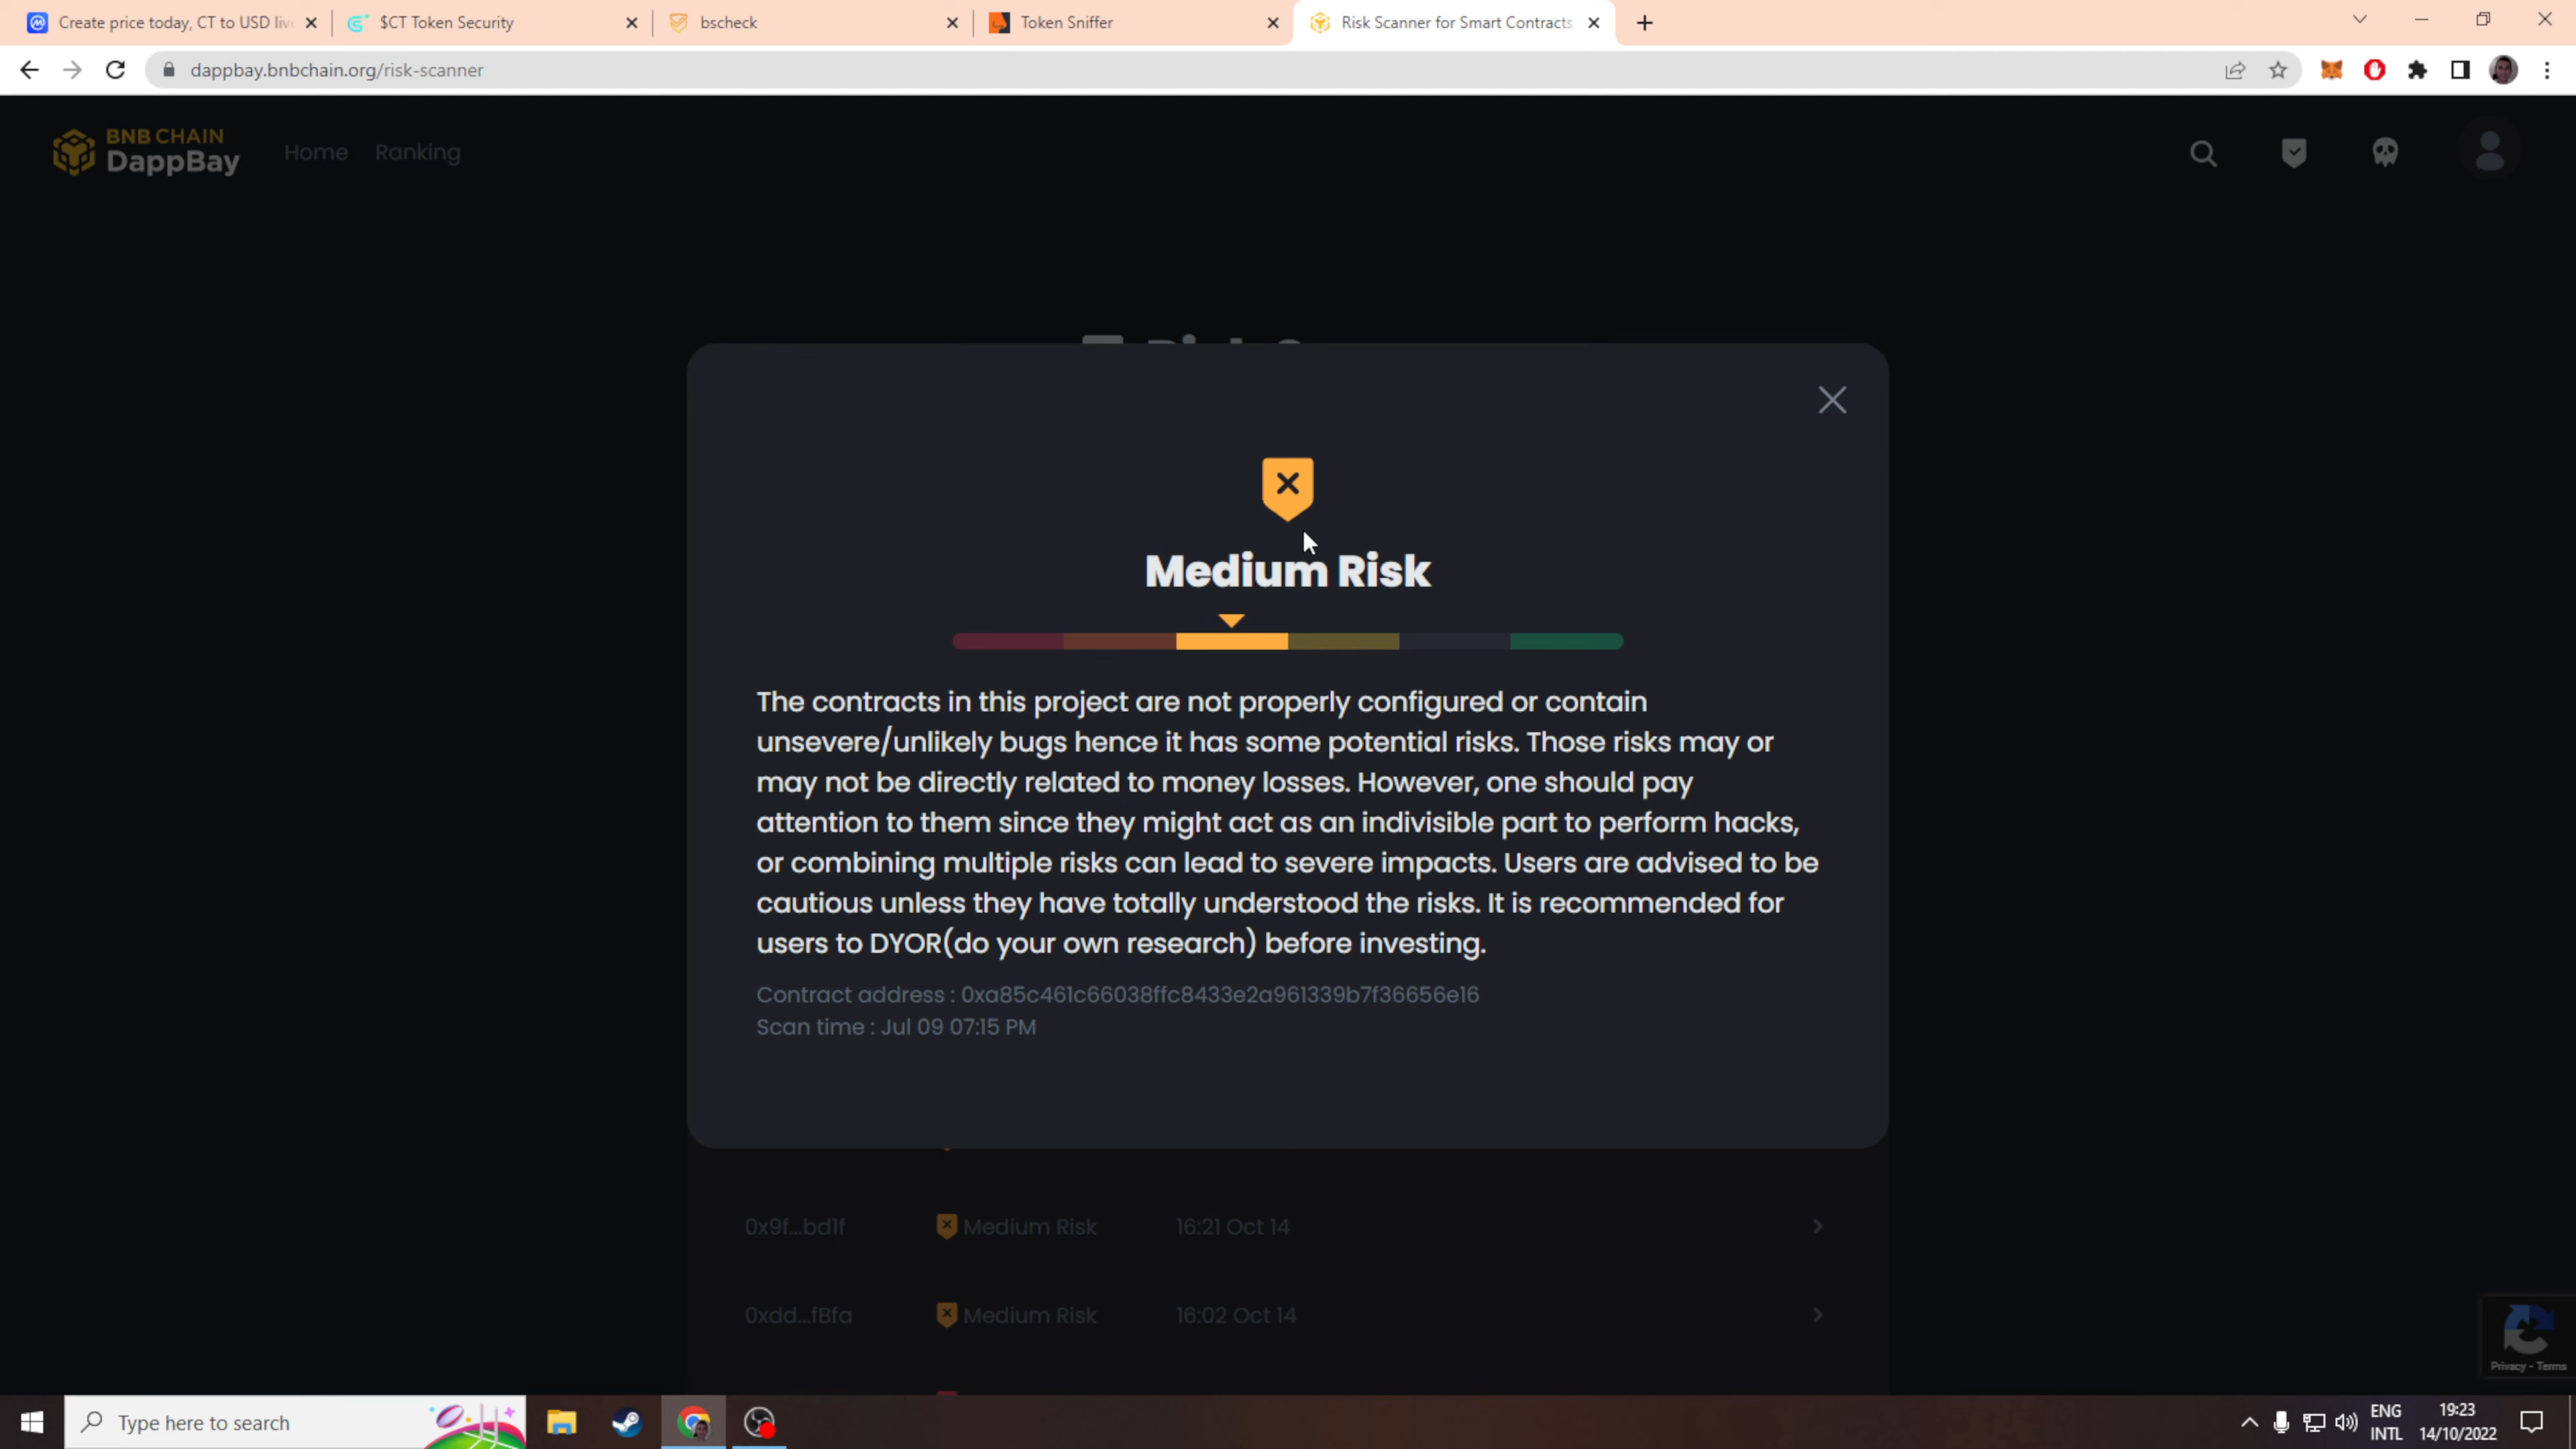 Create price today, CT to USD live
$CT Token Security
bscheck
Token Sniffer
Risk Scanner for Smart Contracts
dappbay.bnbchain.org/risk-scanner
BNB CHAIN
DappBay
Home
Ranking
Medium Risk
The contracts in this project are not properly configured or contain
unsevere/unlikely bugs hence it has some potential risks. Those risks may or
may not be directly related to money losses. However, one should pay
attention to them since they might act as an indivisible part to perform hacks,
or combining multiple risks can lead to severe impacts. Users are advised to be
cautious unless they have totally understood the risks. It is recommended for
users to DYOR(do your own research) before investing.
Contract address : 0xa85c461c66038ffc8433e2a961339b7f36656e16
Scan time : Jul 09 07:15 PM
0x9f...bd1f Medium Risk 16:21 Oct 14
0xdd...fBfa Medium Risk 16:02 Oct 14
Privacy - Terms
Type here to search
ENG
INTL
19:23
14/10/2022